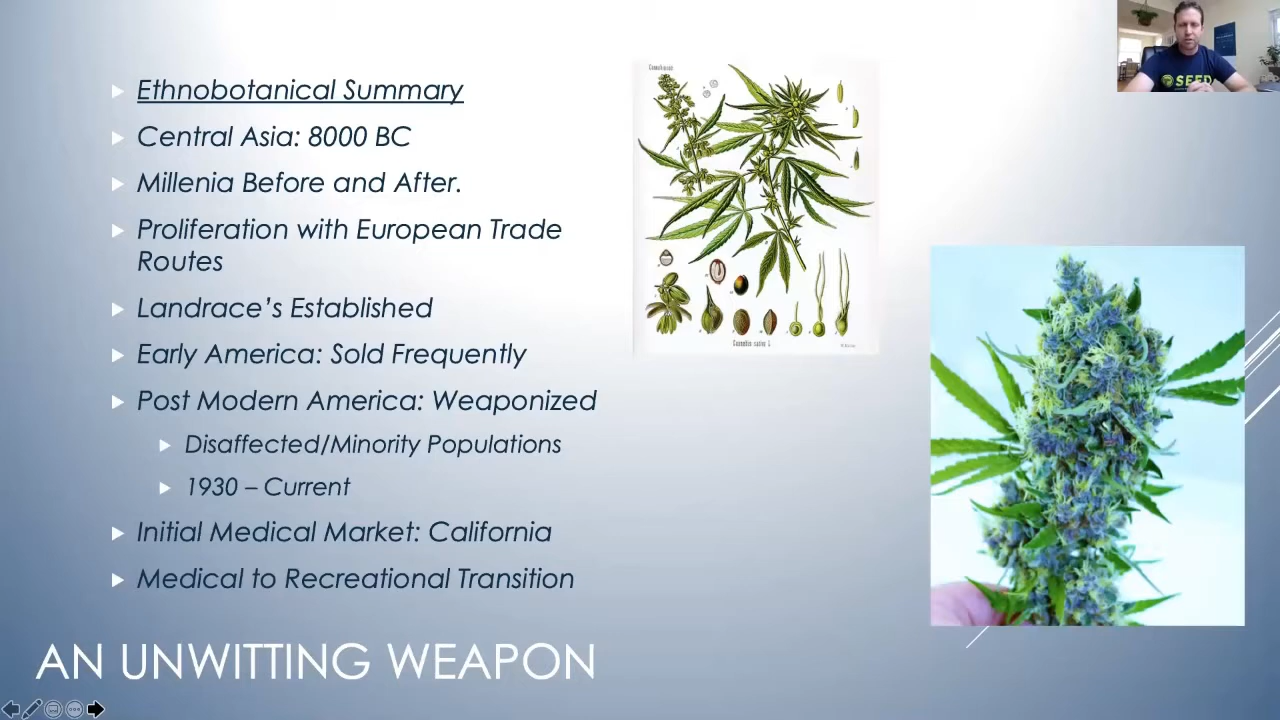 Ethnobotanical Summary
Central Asia: 8000 BC
Millenia Before and After.
Proliferation with European Trade
Routes
Landrace’s Established
Early America: Sold Frequently
Post Modern America: Weaponized
Disaffected/Minority Populations
1930 – Current
Initial Medical Market: California
Medical to Recreational Transition
AN UNWITTING WEAPON
Cannabis sativa L
SEED